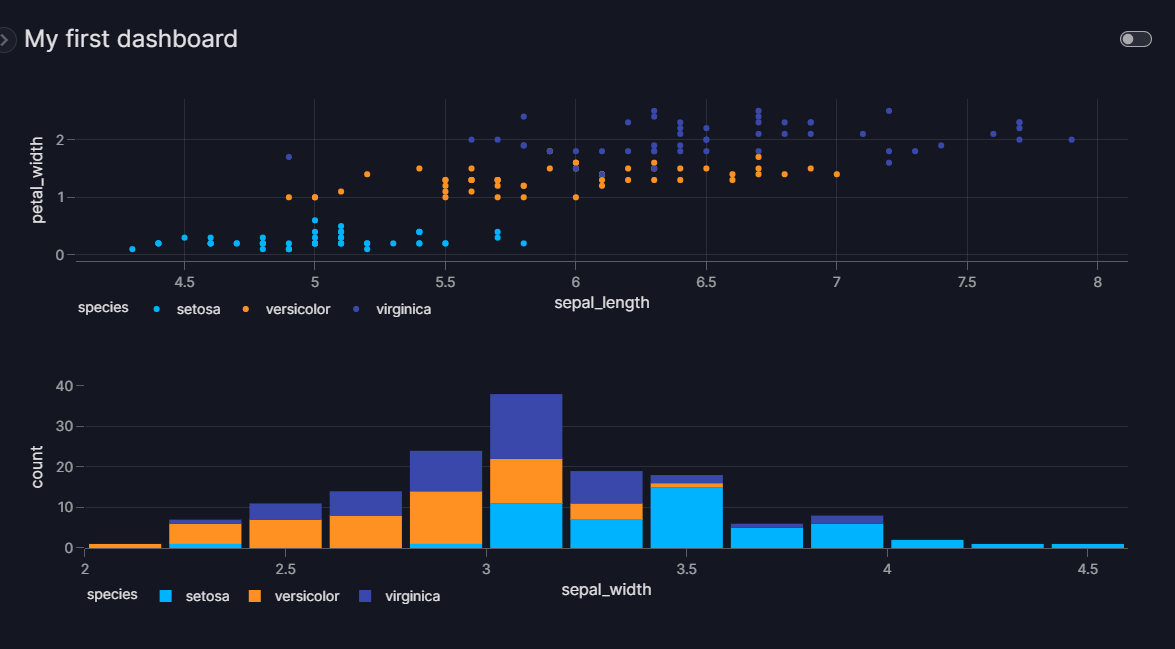 My first dashboard
petal_width
2
1
0
4.5 5 5.5 6 6.5 7 7.5 8
sepal_length
species setosa versicolor virginica
count
40
30
20
10
0
2 2.5 3 3.5 4 4.5
sepal_width
species setosa versicolor virginica